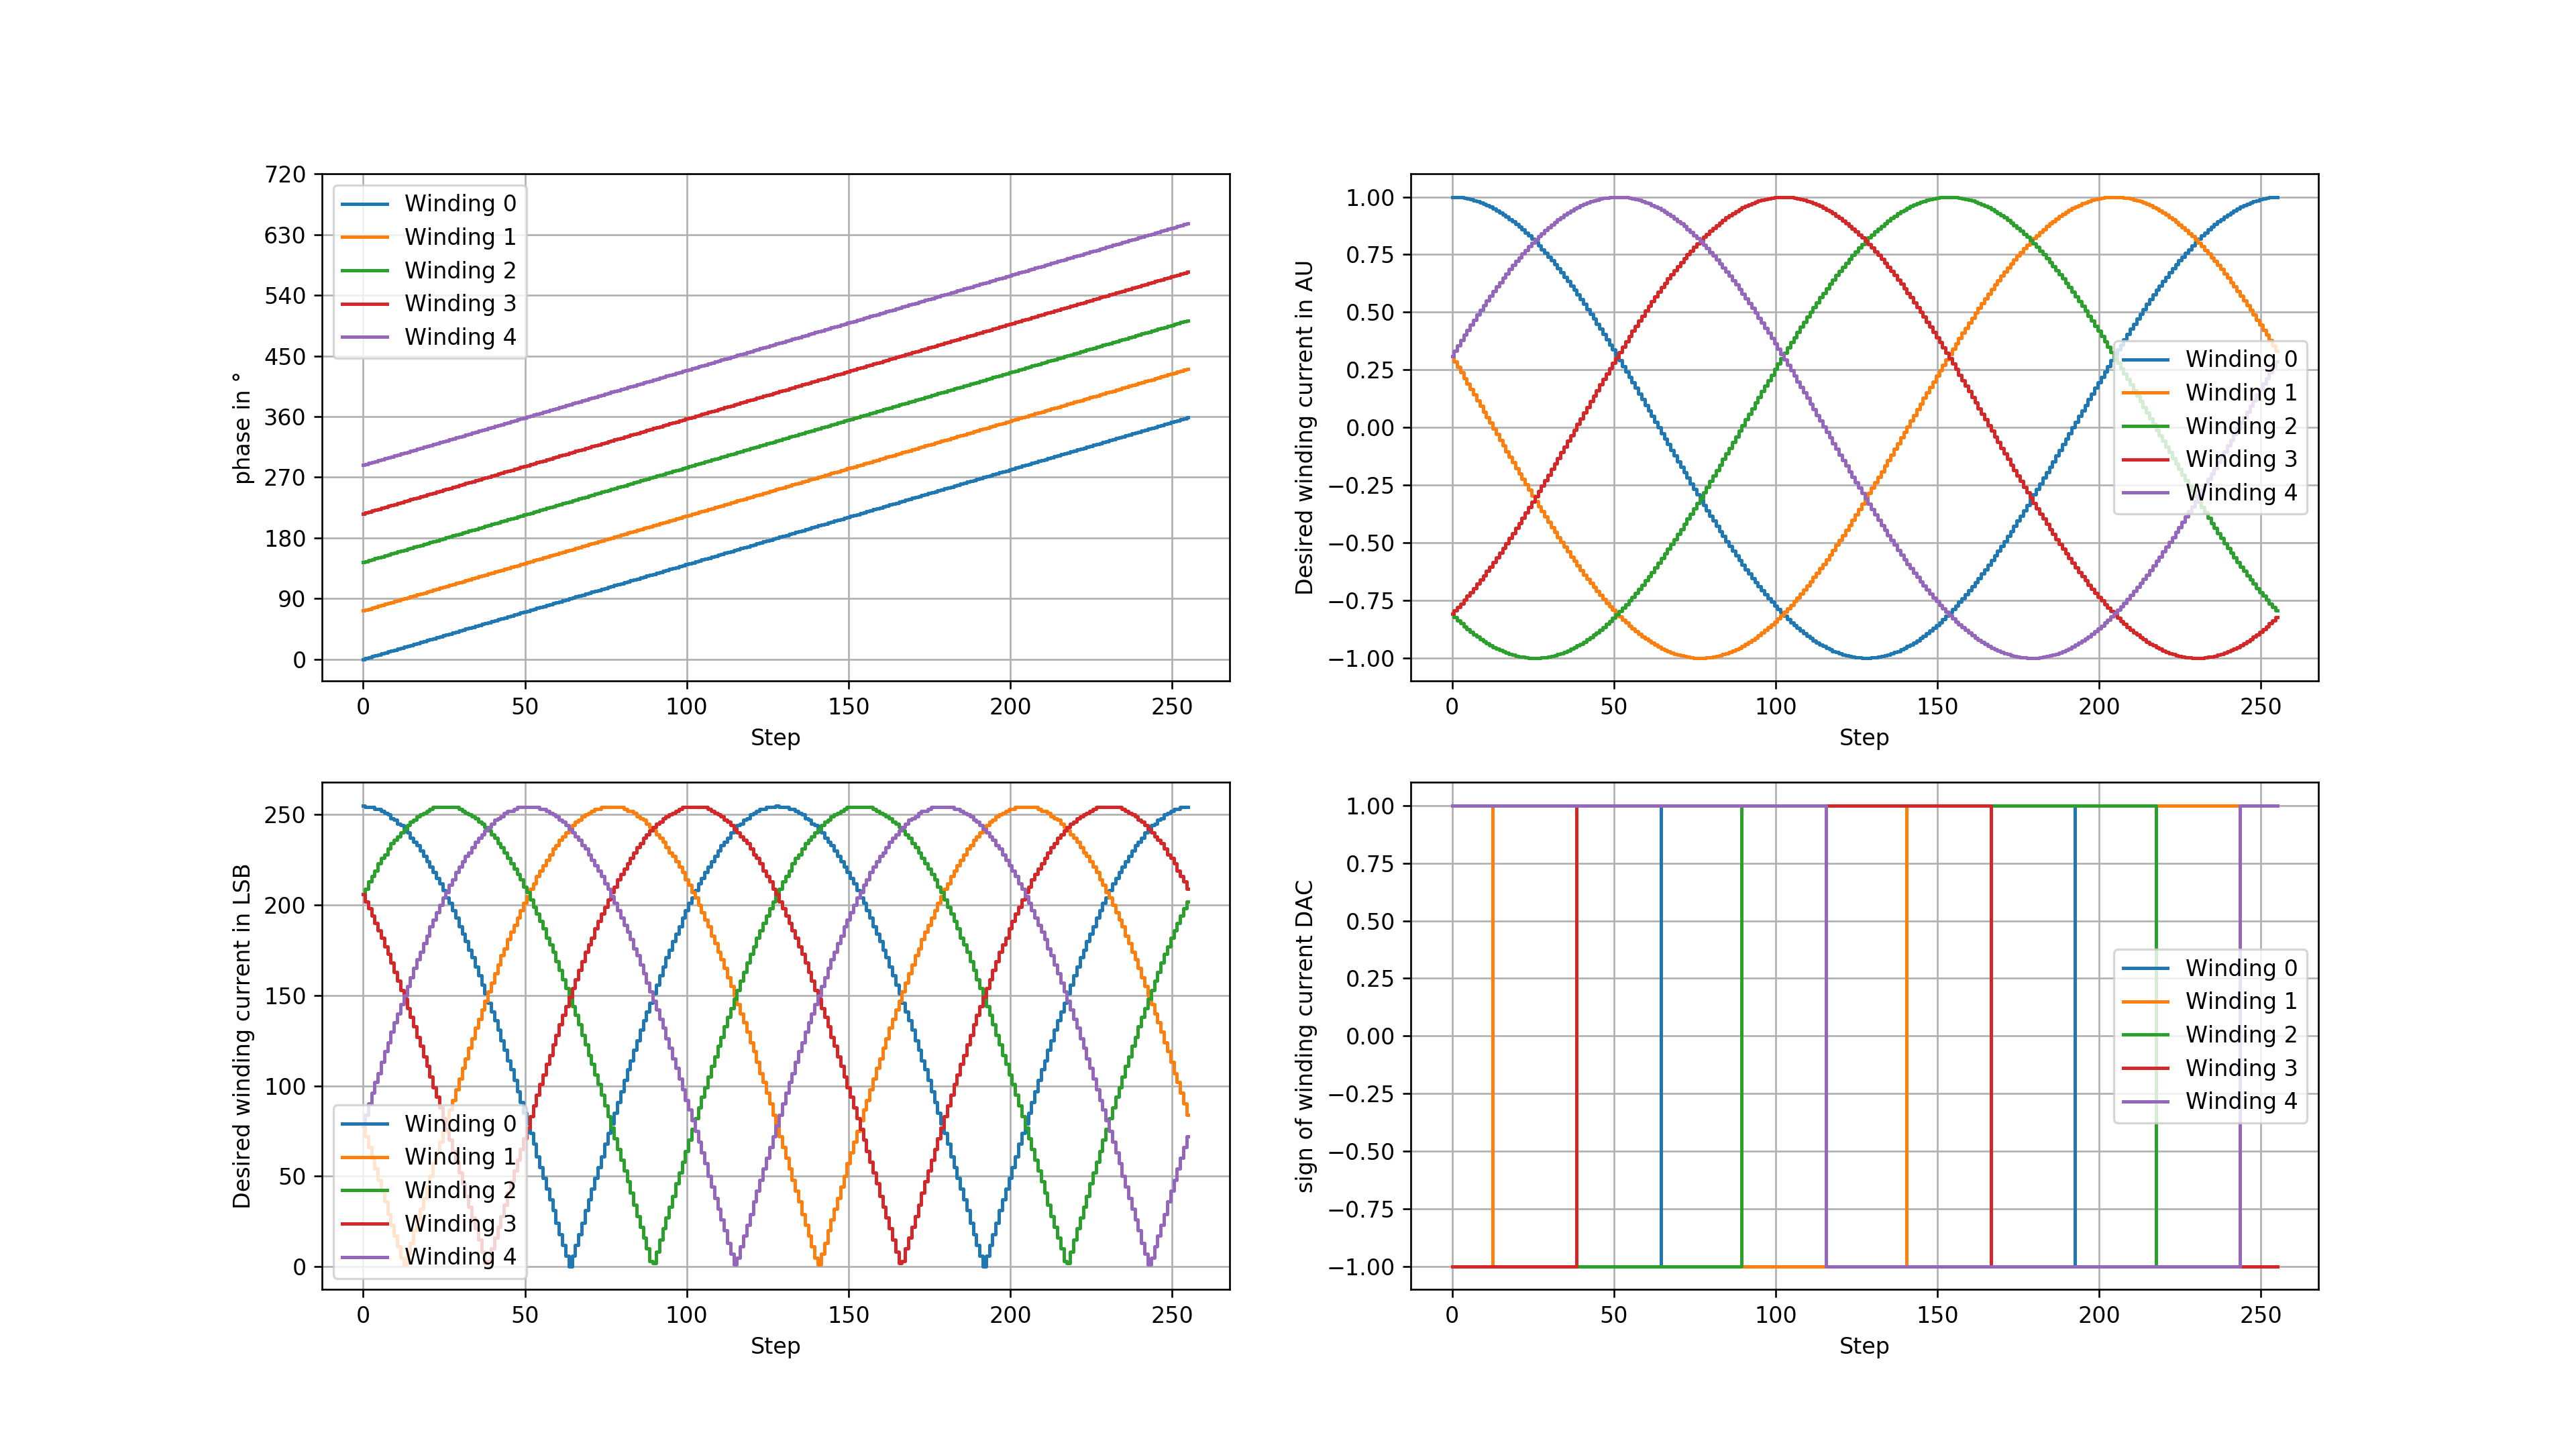 720
630
540
450
360
270
180
90
0
phase in °
Winding 0
Winding 1
Winding 2
Winding 3
Winding 4
0 50 100 150 200 250
Step
1.00
0.75
0.50
0.25
0.00
−0.25
−0.50
−0.75
−1.00
Desired winding current in AU
Winding 0
Winding 1
Winding 2
Winding 3
Winding 4
0 50 100 150 200 250
Step
250
200
150
100
50
0
Desired winding current in LSB
Winding 0
Winding 1
Winding 2
Winding 3
Winding 4
0 50 100 150 200 250
Step
1.00
0.75
0.50
0.25
0.00
−0.25
−0.50
−0.75
−1.00
sign of winding current DAC
Winding 0
Winding 1
Winding 2
Winding 3
Winding 4
0 50 100 150 200 250
Step